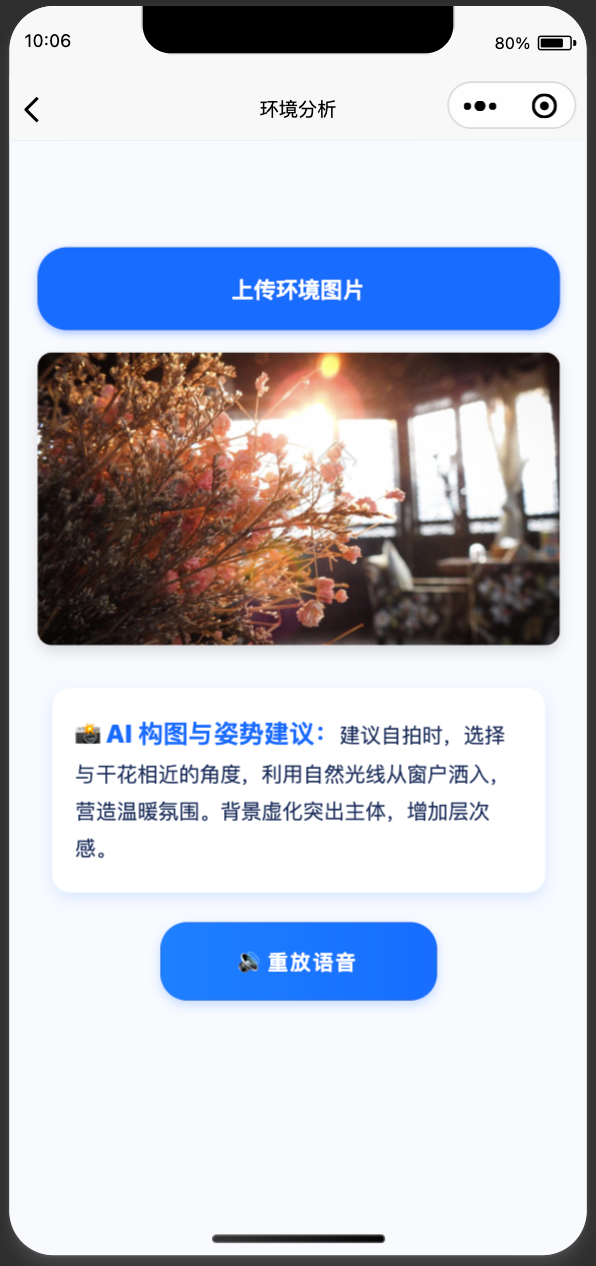 10:06
80%
环境分析
上传环境图片
📸 AI 构图与姿势建议：建议自拍时，选择
与干花相近的角度，利用自然光线从窗户洒入，
营造温暖氛围。背景虚化突出主体，增加层次
感。
🔊 重放语音